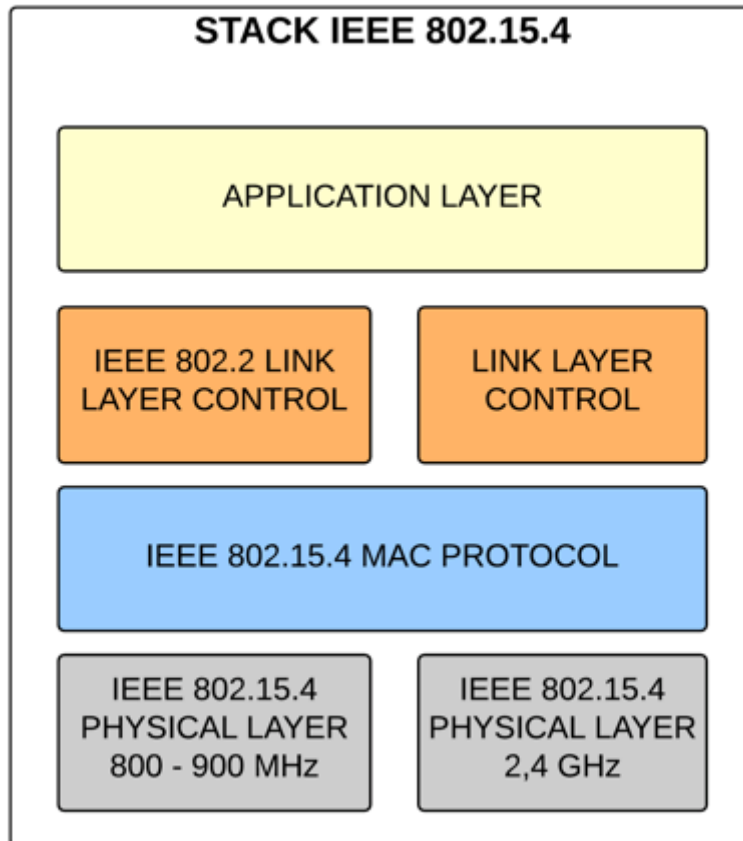 STACK IEEE 802.15.4
APPLICATION LAYER
IEEE 802.2 LINK
LAYER CONTROL
LINK LAYER
CONTROL
IEEE 802.15.4 MAC PROTOCOL
IEEE 802.15.4
PHYSICAL LAYER
800 - 900 MHz
IEEE 802.15.4
PHYSICAL LAYER
2,4 GHz